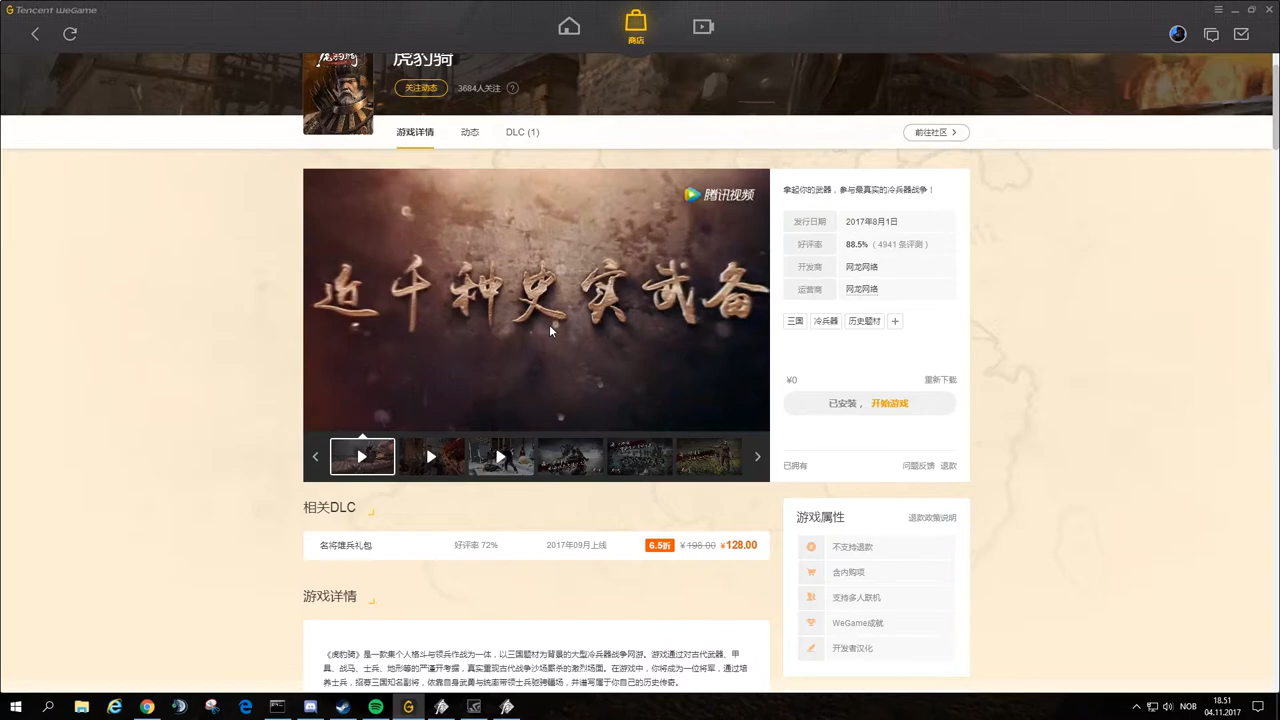 Tencent WeGame
商店
虎豹骑
虎豹骑
关注动态
3684人关注
?
游戏详情
动态
DLC (1)
前往社区
腾讯视频
近千种史实武备
拿起你的武器，参与最真实的冷兵器战争！
发行日期
2017年8月1日
好评率
88.5%（4941 条评测）
开发商
网龙网络
运营商
网龙网络
三国
冷兵器
历史题材
+
¥0
重新下载
已安装，开始游戏
已拥有
问题反馈
退款
相关DLC
名将雄兵礼包
好评率 72%
2017年09月上线
6.5折
¥198.00
¥128.00
游戏属性
退款政策说明
不支持退款
含内购项
支持多人联机
WeGame成就
开发者汉化
游戏详情
《虎豹骑》是一款集个人格斗与领兵作战为一体，以三国题材为背景的大型冷兵器战争网游。游戏通过对古代武器、甲
具、战马、士兵、地形等的严谨开考据，真实重现古代战争沙场厮杀的激烈场面。在游戏中，你将成为一位将军，通过培
养士兵，招募三国知名副将，依靠自身武勇与统率带领士兵驰骋疆场，并谱写属于你自己的历史传奇。
NOB
18.51
04.11.2017